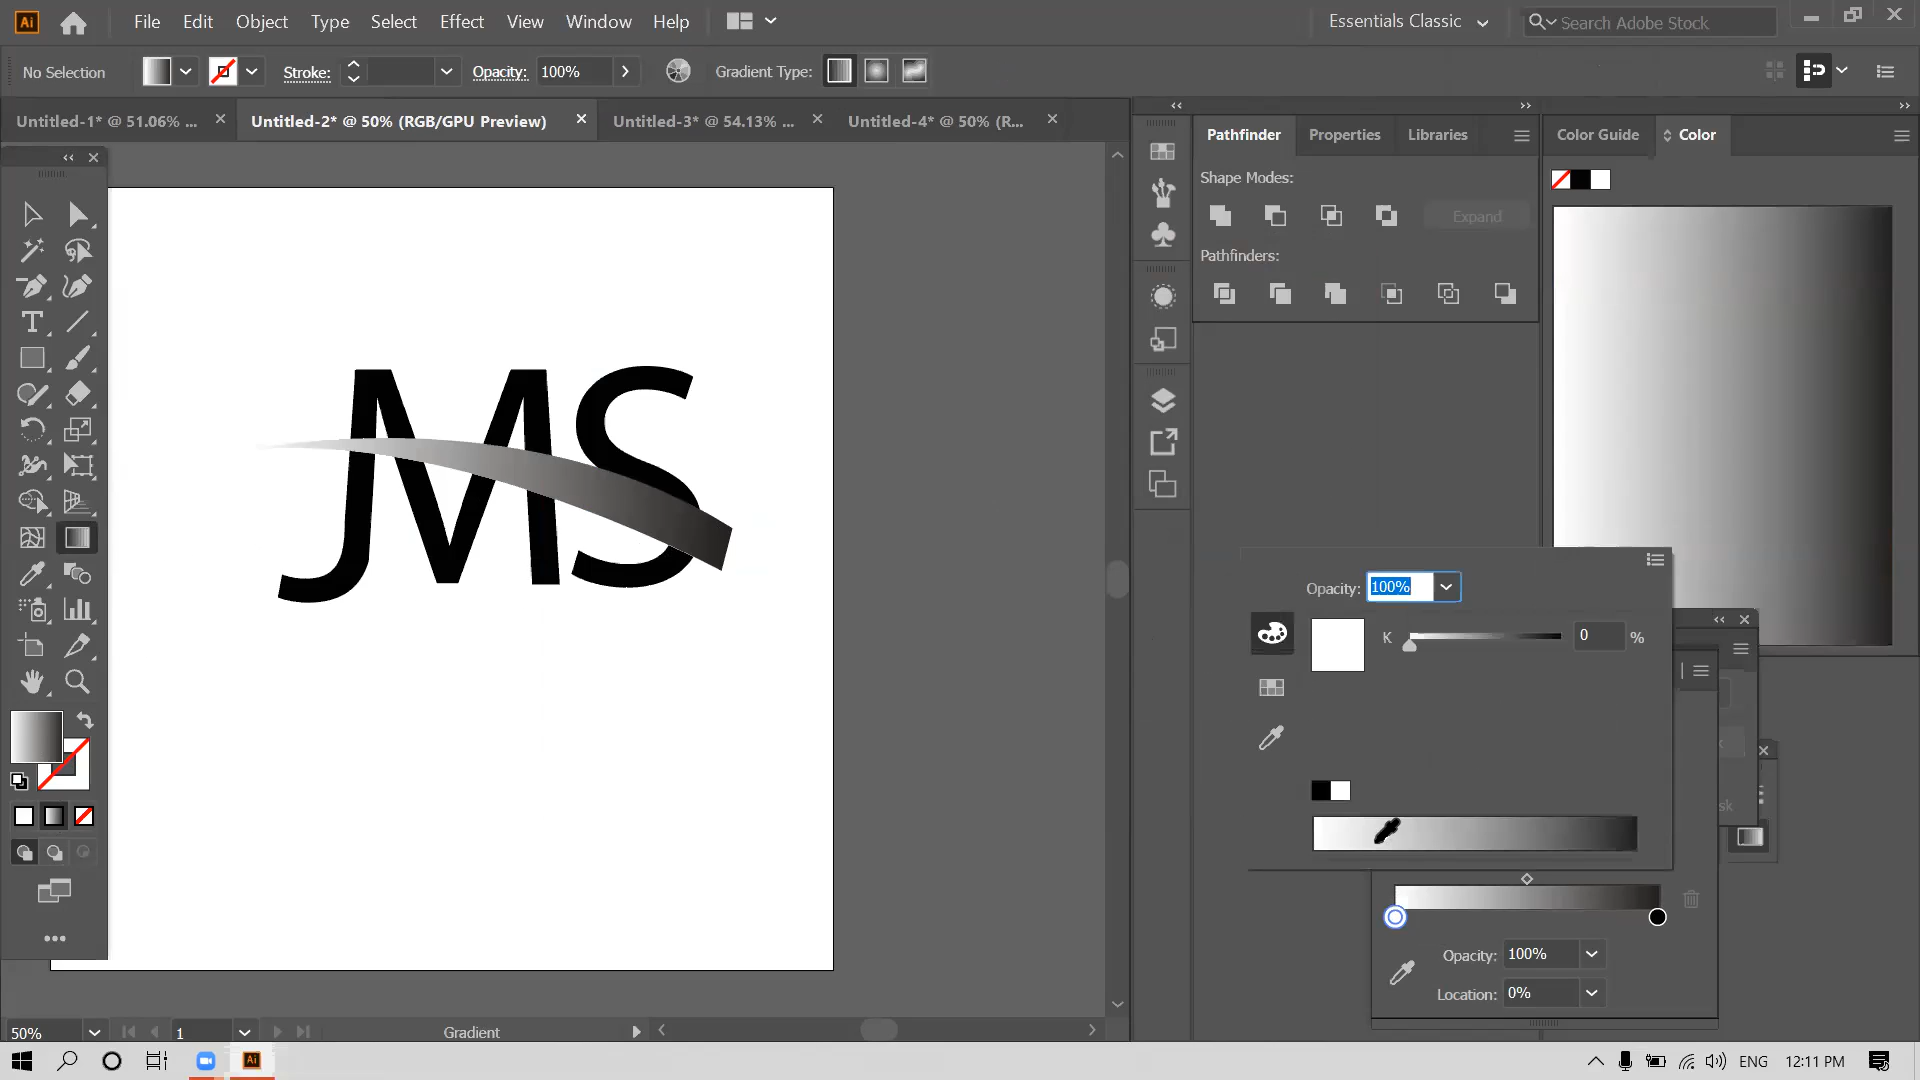 Ai
File Edit Object Type Select Effect View Window Help
Essentials Classic
Search Adobe Stock
No Selection
Stroke:
Opacity: 100%
Gradient Type:
Untitled-1* @ 51.06% ...
Untitled-2* @ 50% (RGB/GPU Preview)
Untitled-3* @ 54.13% ...
Untitled-4* @ 50% (R...
Pathfinder Properties Libraries
Color Guide Color
Shape Modes:
Expand
Pathfinders:
JMS
Opacity: 100%
K 0 %
sk
Opacity: 100%
Location: 0%
50%
1
Gradient
Ai
ENG 12:11 PM